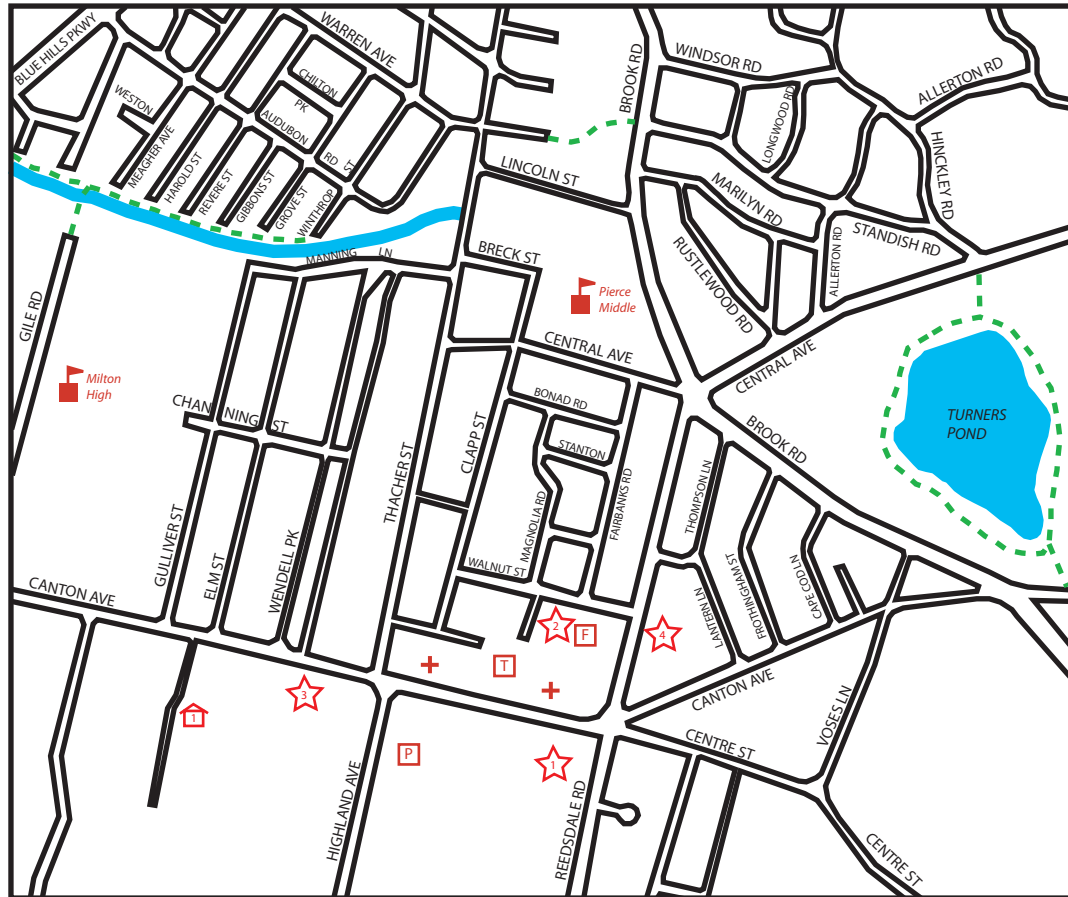 WARREN AVE
BLUE HILLS PKWY
WINDSOR RD
CHILTON
PK
BROOK RD
ALLERTON RD
WESTON
LONGWOOD RD
AUDUBON
RD
HINCKLEY RD
MEAGHER AVE
HAROLD ST
REVERE ST
GIBBONS ST
GROVE ST
WINTHROP
ST
LINCOLN ST
MARILYN RD
STANDISH RD
ALLERTON RD
MANNING LN
BRECK ST
RUSTLEWOOD RD
GILE RD
Pierce
Middle
CENTRAL AVE
CENTRAL AVE
Milton
High
BONAD RD
CHANNING ST
TURNERS
POND
BROOK RD
STANTON
CLAPP ST
THACHER ST
MAGNOLIA RD
FAIRBANKS RD
THOMPSON LN
GULLIVER ST
ELM ST
WENDELL PK
WALNUT ST
CANTON AVE
LANTERN LN
FROTHINGHAM ST
CAPE COD LN
2
F
4
T
3
1
CANTON AVE
VOSES LN
P
1
CENTRE ST
HIGHLAND AVE
REEDSDALE RD
CENTRE ST